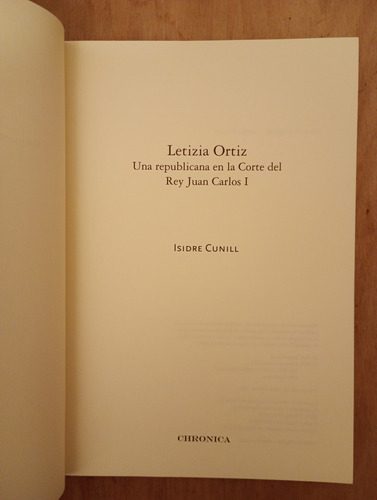 Letizia Ortiz
Una republicana en la Corte del
Rey Juan Carlos I
Isidre Cunill
CHRONICA